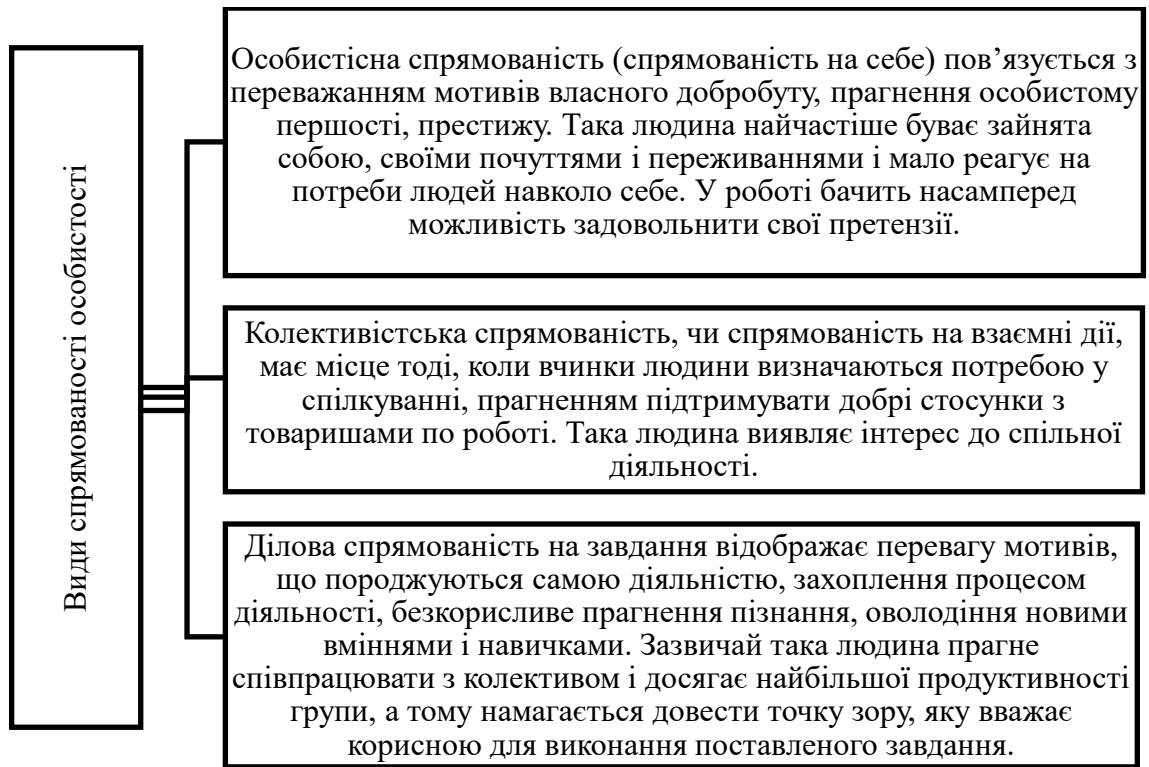 Види спрямованості особистості
Особистісна спрямованість (спрямованість на себе) пов’язується з
переважанням мотивів власного добробуту, прагнення особистому
першості, престижу. Така людина найчастіше буває зайнята
собою, своїми почуттями і переживаннями і мало реагує на
потреби людей навколо себе. У роботі бачить насамперед
можливість задовольнити свої претензії.
Колективістська спрямованість, чи спрямованість на взаємні дії,
має місце тоді, коли вчинки людини визначаються потребою у
спілкуванні, прагненням підтримувати добрі стосунки з
товаришами по роботі. Така людина виявляє інтерес до спільної
діяльності.
Ділова спрямованість на завдання відображає перевагу мотивів,
що породжуються самою діяльністю, захоплення процесом
діяльності, безкорисливе прагнення пізнання, оволодіння новими
вміннями і навичками. Зазвичай така людина прагне
співпрацювати з колективом і досягає найбільшої продуктивності
групи, а тому намагається довести точку зору, яку вважає
корисною для виконання поставленого завдання.